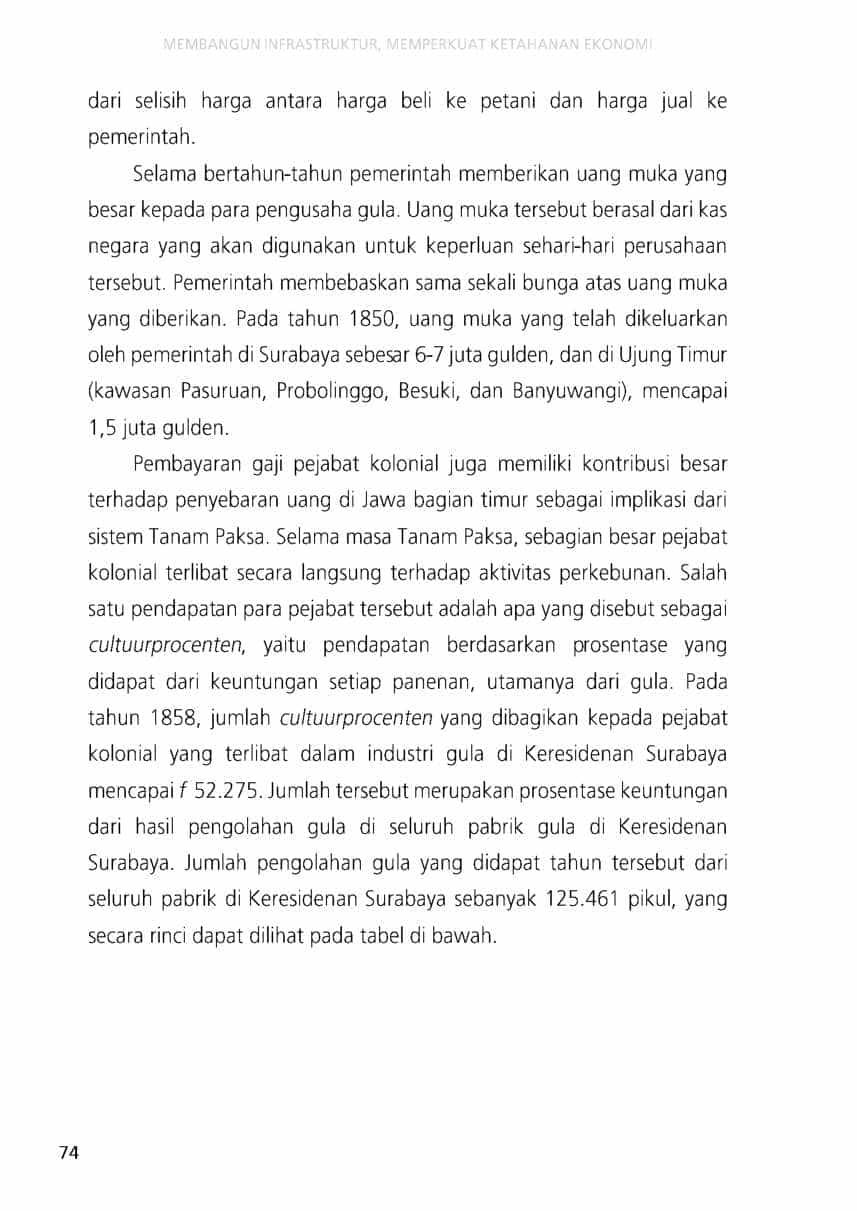 MEMBANGUN INFRASTRUKTUR, MEMPERKUAT KETAHANAN EKONOMI
dari selisih harga antara harga beli ke petani dan harga jual ke
pemerintah.
Selama bertahun-tahun pemerintah memberikan uang muka yang
besar kepada para pengusaha gula. Uang muka tersebut berasal dari kas
negara yang akan digunakan untuk keperluan sehari-hari perusahaan
tersebut. Pemerintah membebaskan sama sekali bunga atas uang muka
yang diberikan. Pada tahun 1850, uang muka yang telah dikeluarkan
oleh pemerintah di Surabaya sebesar 6-7 juta gulden, dan di Ujung Timur
(kawasan Pasuruan, Probolinggo, Besuki, dan Banyuwangi), mencapai
1,5 juta gulden.
Pembayaran gaji pejabat kolonial juga memiliki kontribusi besar
terhadap penyebaran uang di Jawa bagian timur sebagai implikasi dari
sistem Tanam Paksa. Selama masa Tanam Paksa, sebagian besar pejabat
kolonial terlibat secara langsung terhadap aktivitas perkebunan. Salah
satu pendapatan para pejabat tersebut adalah apa yang disebut sebagai
cultuurprocenten, yaitu pendapatan berdasarkan prosentase yang
didapat dari keuntungan setiap panenan, utamanya dari gula. Pada
tahun 1858, jumlah cultuurprocenten yang dibagikan kepada pejabat
kolonial yang terlibat dalam industri gula di Keresidenan Surabaya
mencapai f 52.275. Jumlah tersebut merupakan prosentase keuntungan
dari hasil pengolahan gula di seluruh pabrik gula di Keresidenan
Surabaya. Jumlah pengolahan gula yang didapat tahun tersebut dari
seluruh pabrik di Keresidenan Surabaya sebanyak 125.461 pikul, yang
secara rinci dapat dilihat pada tabel di bawah.
74